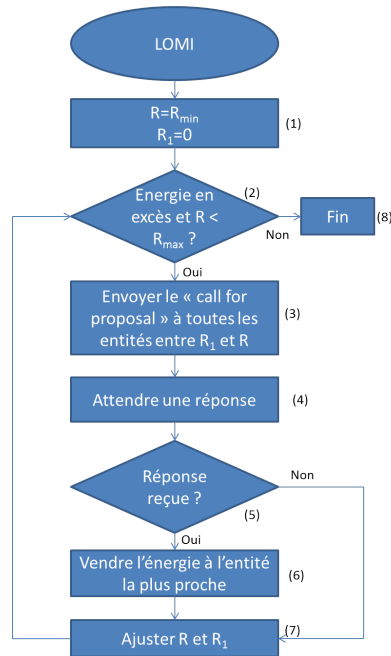 LOMI
R=Rmin
R1=0
(1)
Energie en
excès et R <
Rmax ?
(2)
Non
Fin
(8)
Oui
Envoyer le « call for
proposal » à toutes les
entités entre R1 et R
(3)
Attendre une réponse
(4)
Réponse
reçue ?
Non
(5)
Oui
Vendre l’énergie à l’entité
la plus proche
(6)
Ajuster R et R1
(7)